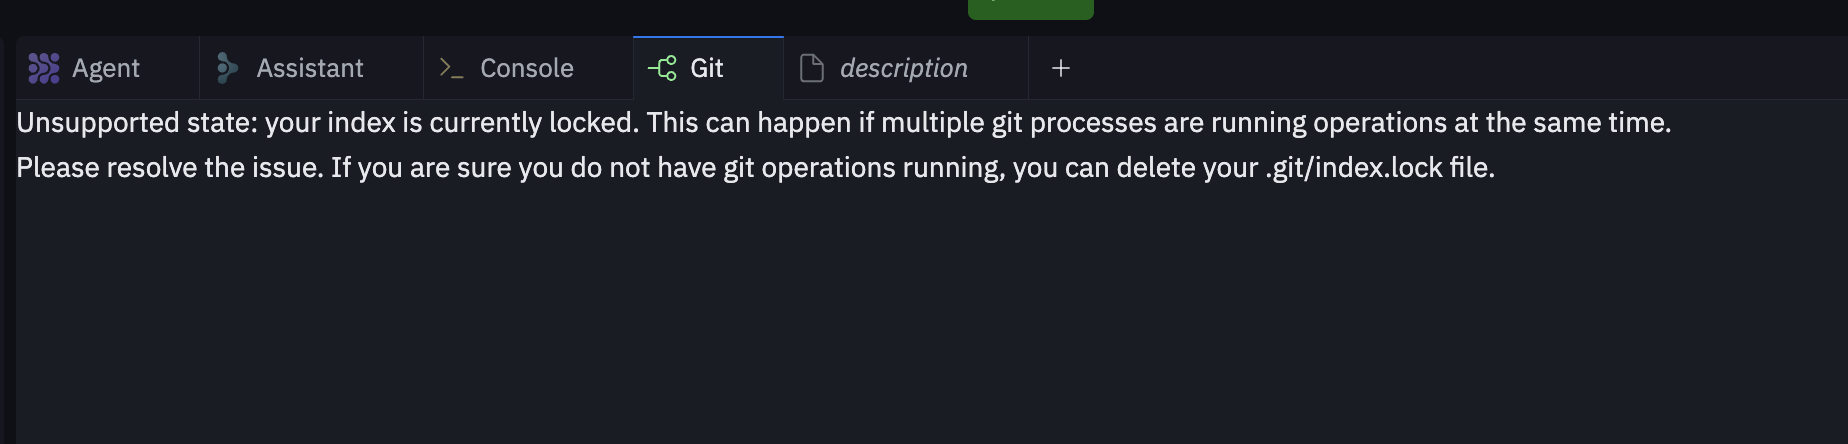 Agent
Assistant
Console
Git
description
Unsupported state: your index is currently locked. This can happen if multiple git processes are running operations at the same time.
Please resolve the issue. If you are sure you do not have git operations running, you can delete your .git/index.lock file.